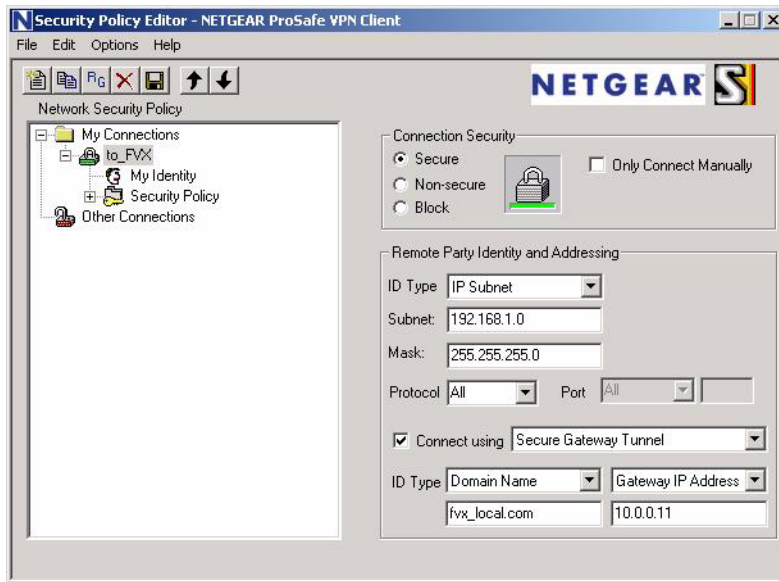 Security Policy Editor - NETGEAR ProSafe VPN Client
File Edit Options Help
NETGEAR
Network Security Policy
My Connections
to_FVX
My Identity
Security Policy
Other Connections
Connection Security
Secure
Only Connect Manually
Non-secure
Block
Remote Party Identity and Addressing
ID Type IP Subnet
Subnet: 192.168.1.0
Mask: 255.255.255.0
Protocol All Port All
Connect using Secure Gateway Tunnel
ID Type Domain Name Gateway IP Address
fvx_local.com 10.0.0.11